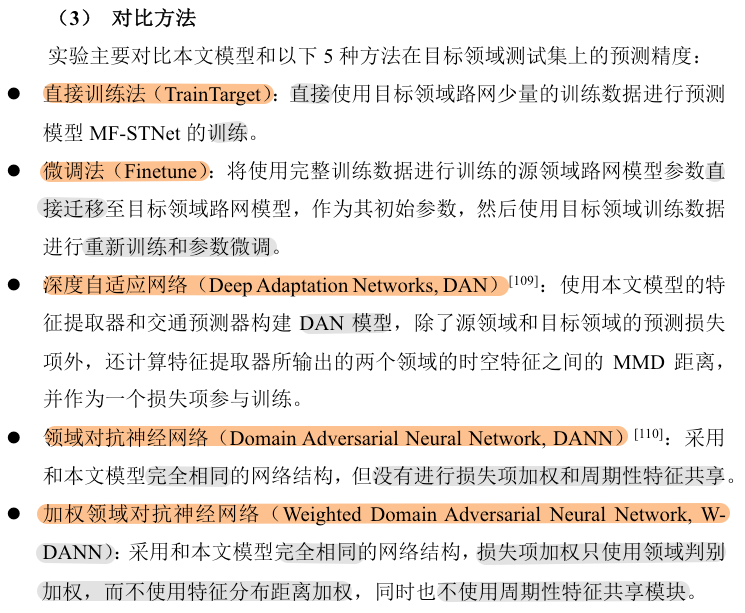 （3） 对比方法
实验主要对比本文模型和以下 5 种方法在目标领域测试集上的预测精度：
● 直接训练法（TrainTarget）：直接使用目标领域路网少量的训练数据进行预测
模型 MF-STNet 的训练。
● 微调法（Finetune）：将使用完整训练数据进行训练的源领域路网模型参数直
接迁移至目标领域路网模型，作为其初始参数，然后使用目标领域训练数据
进行重新训练和参数微调。
● 深度自适应网络（Deep Adaptation Networks, DAN）[109]：使用本文模型的特
征提取器和交通预测器构建 DAN 模型，除了源领域和目标领域的预测损失
项外，还计算特征提取器所输出的两个领域的时空特征之间的 MMD 距离，
并作为一个损失项参与训练。
● 领域对抗神经网络（Domain Adversarial Neural Network, DANN）[110]：采用
和本文模型完全相同的网络结构，但没有进行损失项加权和周期性特征共享。
● 加权领域对抗神经网络（Weighted Domain Adversarial Neural Network, W-
DANN）：采用和本文模型完全相同的网络结构，损失项加权只使用领域判别
加权，而不使用特征分布距离加权，同时也不使用周期性特征共享模块。